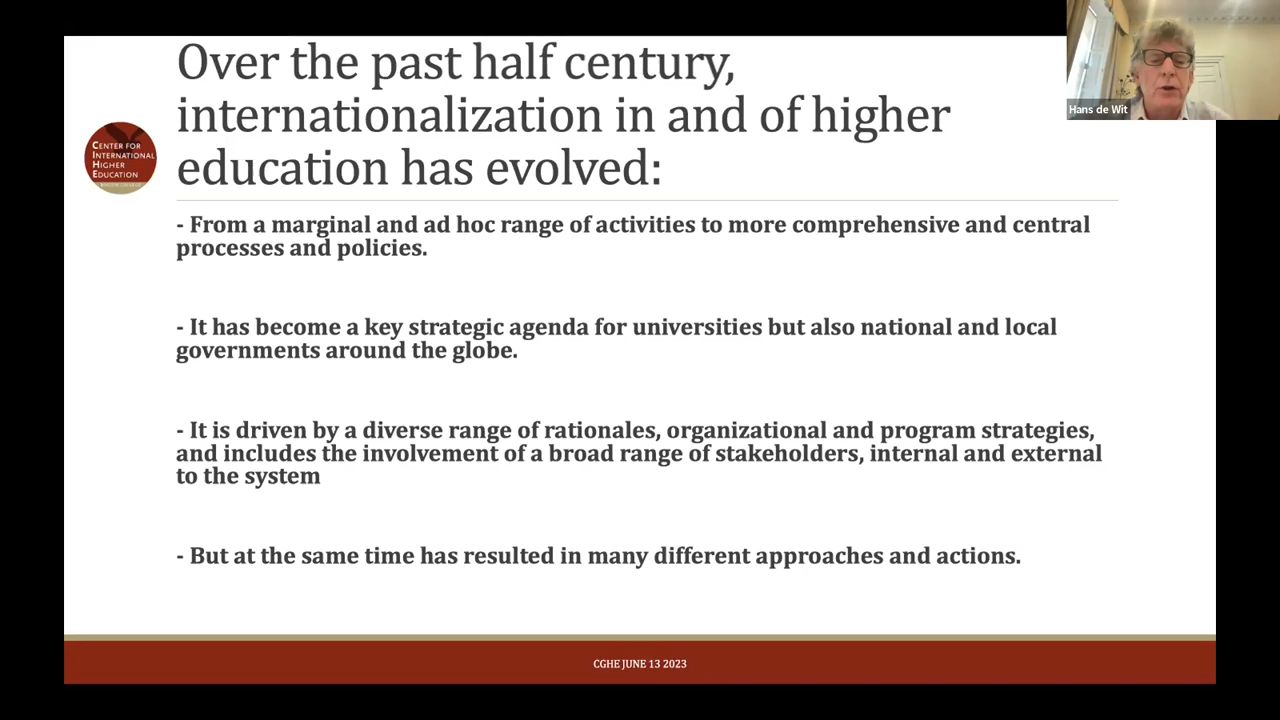 Over the past half century,
internationalization in and of higher
education has evolved:
Hans de Wit
CENTER FOR
INTERNATIONAL
HIGHER
EDUCATION
- From a marginal and ad hoc range of activities to more comprehensive and central
processes and policies.
- It has become a key strategic agenda for universities but also national and local
governments around the globe.
- It is driven by a diverse range of rationales, organizational and program strategies,
and includes the involvement of a broad range of stakeholders, internal and external
to the system
- But at the same time has resulted in many different approaches and actions.
CGHE JUNE 13 2023